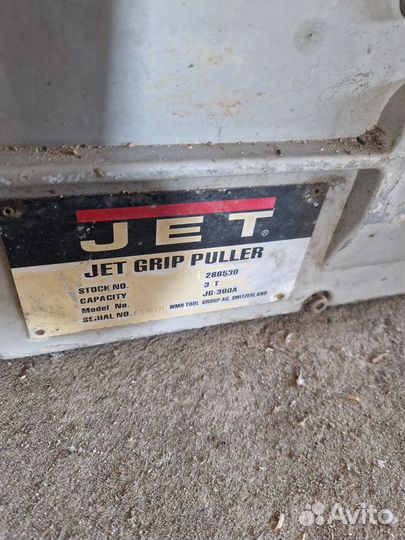 JET®
JET GRIP PULLER
STOCK NO. 286530
CAPACITY 3 T
Model No. JG-300A
SERIAL NO. WMH TOOL GROUP AG, SWITZERLAND
Avito